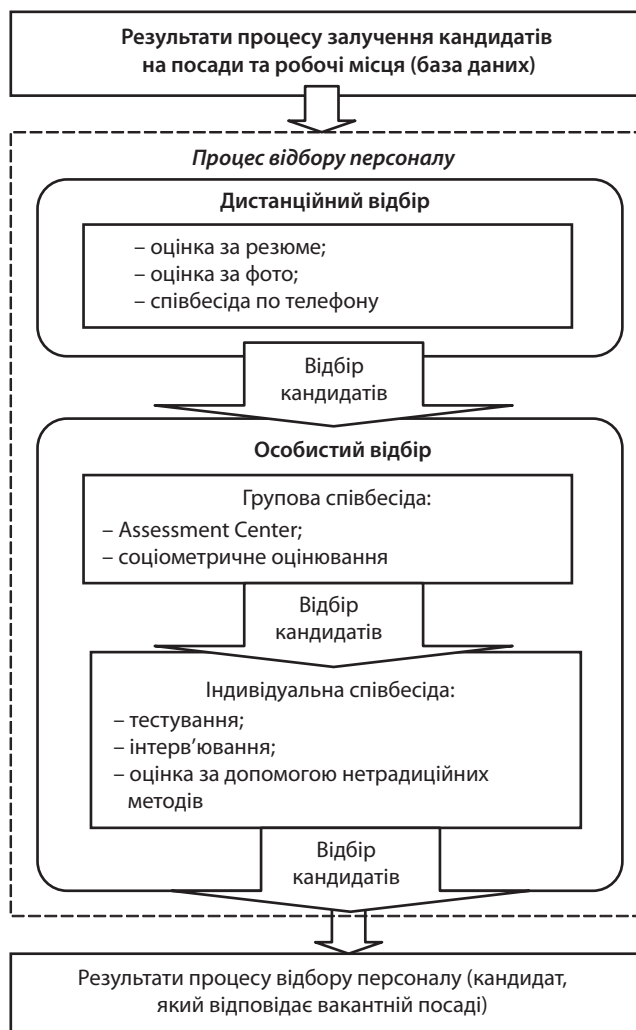 Результати процесу залучення кандидатів
на посади та робочі місця (база даних)
Процес відбору персоналу
Дистанційний відбір
– оцінка за резюме;
– оцінка за фото;
– співбесіда по телефону
Відбір
кандидатів
Особистий відбір
Групова співбесіда:
– Assessment Center;
– соціометричне оцінювання
Відбір
кандидатів
Індивідуальна співбесіда:
– тестування;
– інтерв’ювання;
– оцінка за допомогою нетрадиційних
методів
Відбір
кандидатів
Результати процесу відбору персоналу (кандидат,
який відповідає вакантній посаді)